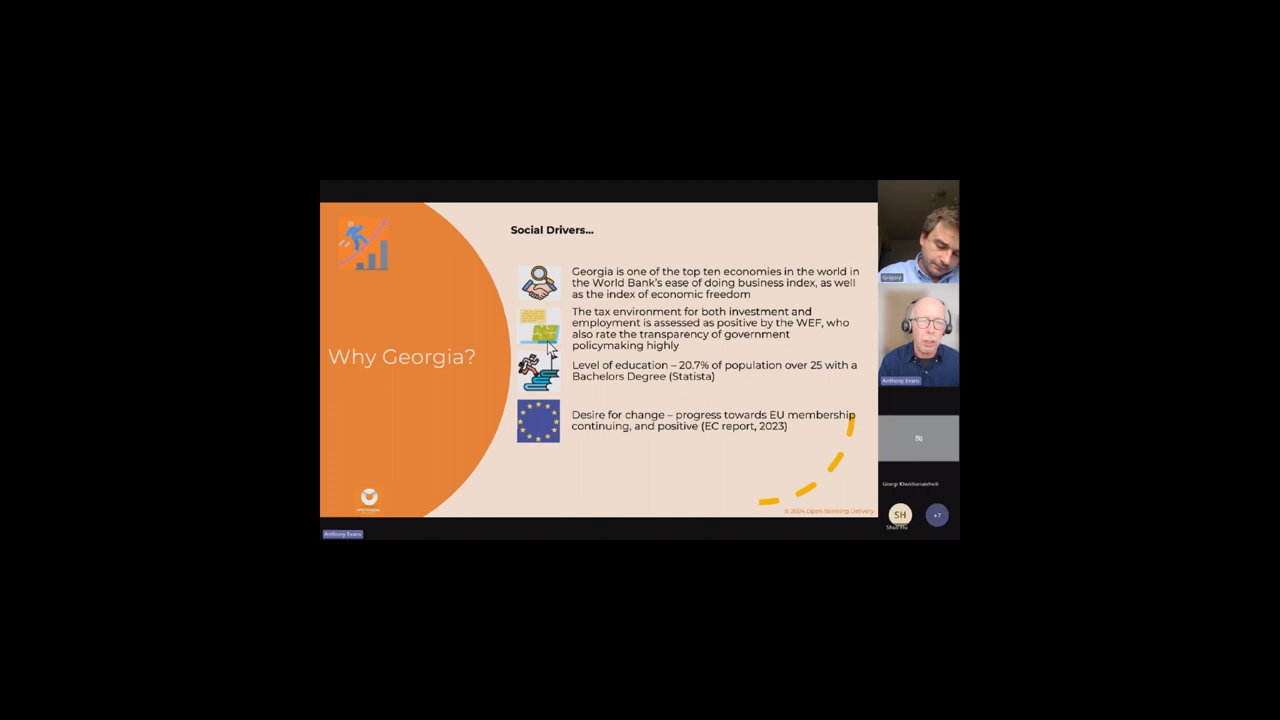 Social Drivers...
Georgia is one of the top ten economies in the world in
the World Bank's ease of doing business index, as well
as the index of economic freedom
The tax environment for both investment and
employment is assessed as positive by the WEF, who
also rate the transparency of government
policymaking highly
Why Georgia?
Level of education – 20.7% of population over 25 with a
Bachelors Degree (Statista)
Desire for change – progress towards EU membership
continuing, and positive (EC report, 2023)
© 2024 Open Banking Delivery
Anthony Evans
Grigory
Anthony Evans
SH
+7